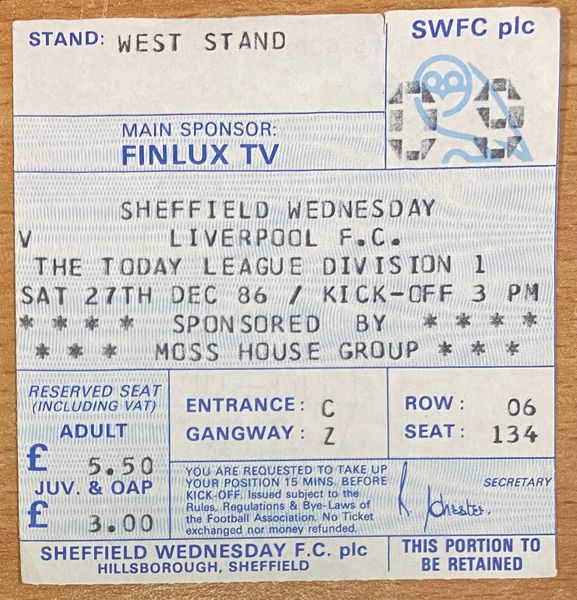 STAND: WEST STAND
SWFC plc
MAIN SPONSOR:
FINLUX TV
SHEFFIELD WEDNESDAY
V LIVERPOOL F.C.
THE TODAY LEAGUE DIVISION 1
SAT 27TH DEC 86 / KICK-OFF 3 PM
* * * * SPONSORED BY * * * *
* * * MOSS HOUSE GROUP * * *
RESERVED SEAT
(INCLUDING VAT)
ADULT
£ 5.50
JUV. & OAP
£ 3.00
ENTRANCE: C
GANGWAY: Z
ROW: 06
SEAT: 134
YOU ARE REQUESTED TO TAKE UP
YOUR POSITION 15 MINS. BEFORE
KICK-OFF. Issued subject to the
Rules, Regulations & Bye-Laws of
the Football Association. No Ticket
exchanged nor money refunded.
SECRETARY
SHEFFIELD WEDNESDAY F.C. plc
HILLSBOROUGH, SHEFFIELD
THIS PORTION TO
BE RETAINED